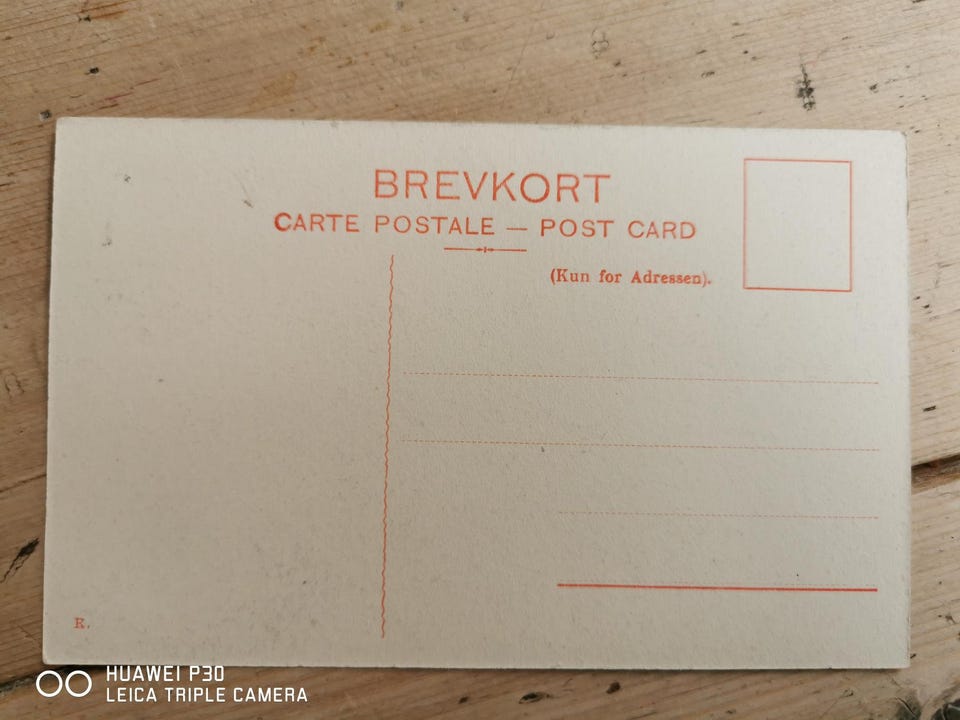 BREVKORT
CARTE POSTALE — POST CARD
(Kun for Adressen).
R.
HUAWEI P30
LEICA TRIPLE CAMERA